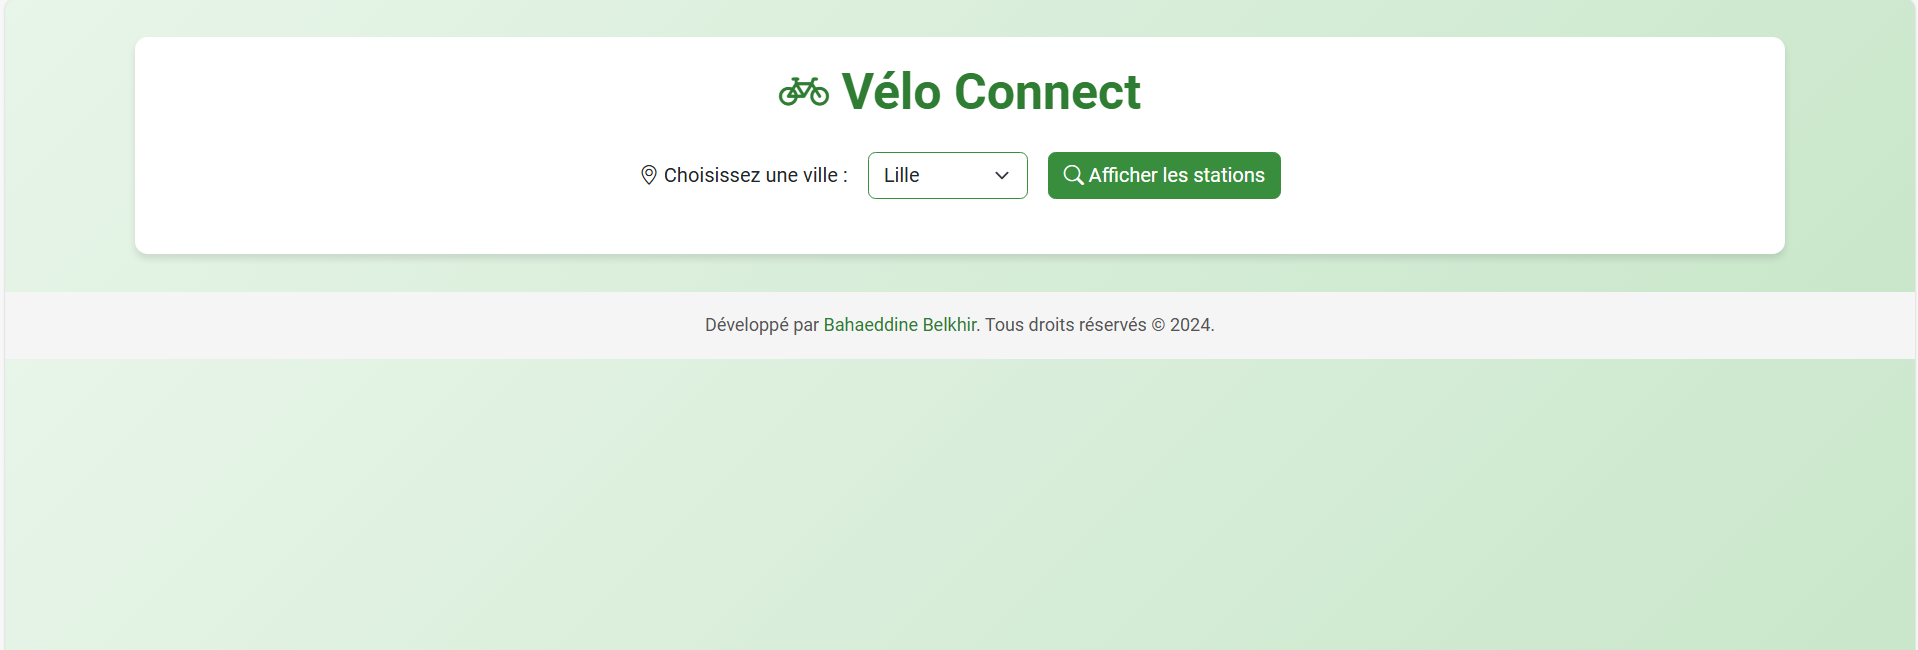 Vélo Connect
Choisissez une ville : Lille Afficher les stations
Développé par Bahaeddine Belkhir. Tous droits réservés © 2024.